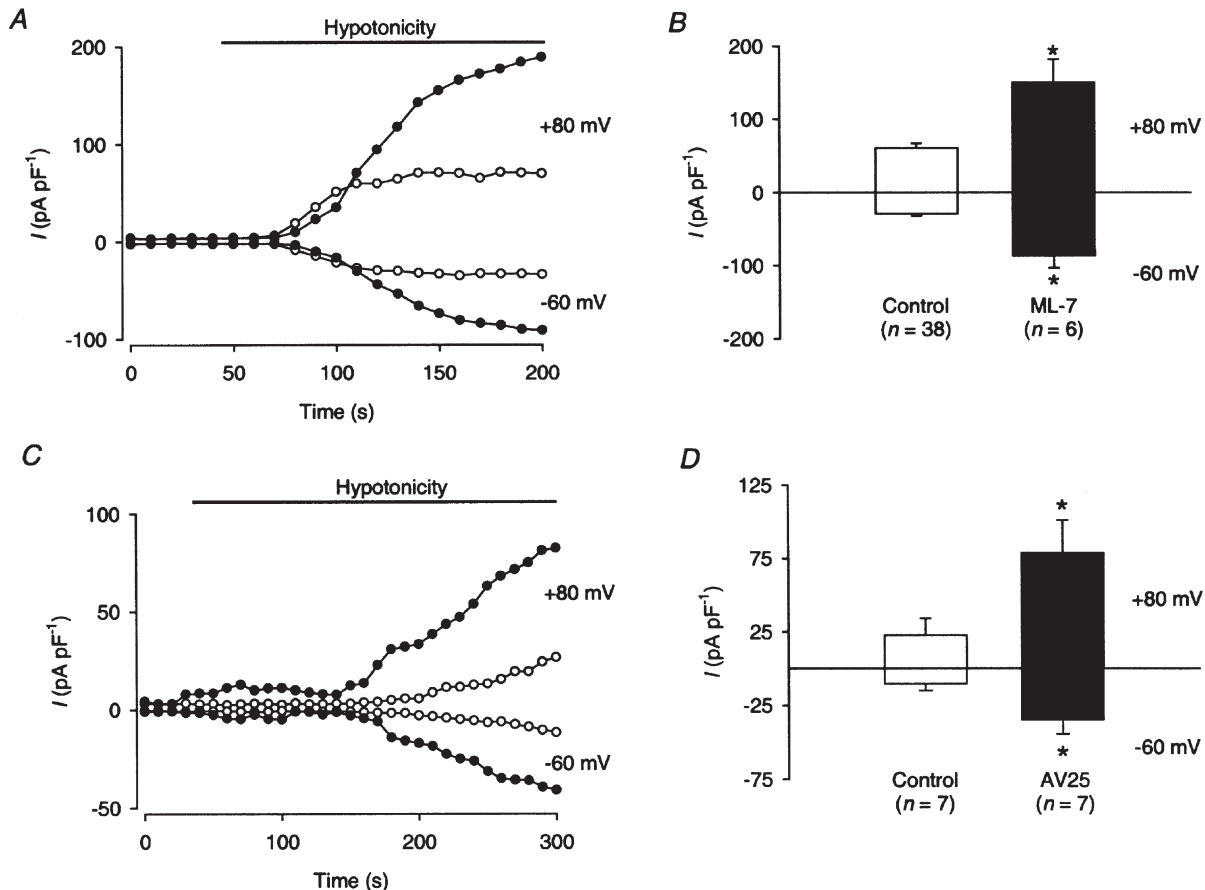 A
Hypotonicity
200
100
0
-100
I (pA pF⁻¹)
+80 mV
-60 mV
0 50 100 150 200
Time (s)
B
200
100
0
-100
-200
I (pA pF⁻¹)
*
+80 mV
-60 mV
*
Control ML-7
(n = 38) (n = 6)
C
Hypotonicity
100
50
0
-50
I (pA pF⁻¹)
+80 mV
-60 mV
0 100 200 300
Time (s)
D
125
75
25
-25
-75
I (pA pF⁻¹)
*
+80 mV
-60 mV
*
Control AV25
(n = 7) (n = 7)